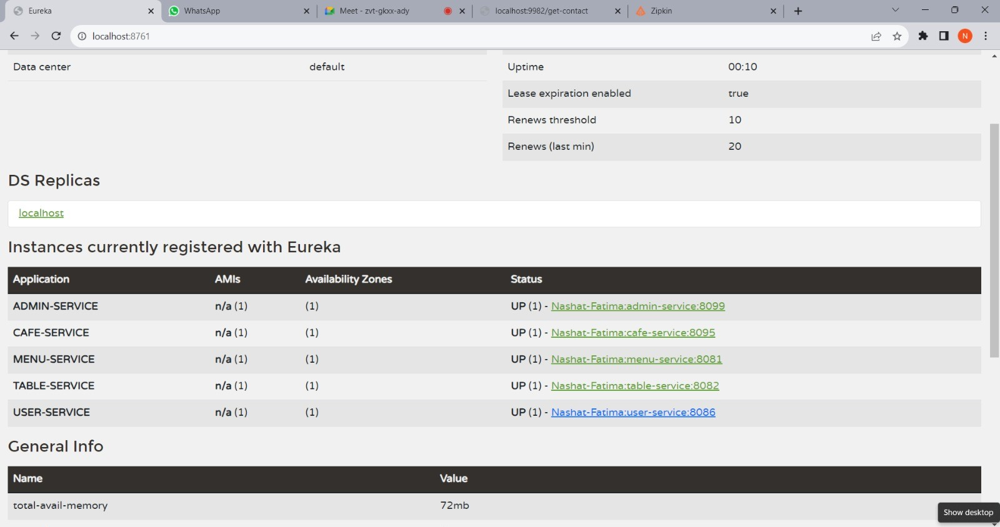 Eureka
WhatsApp
Meet - zvt-gkxx-ady
localhost:9982/get-contact
Zipkin
localhost:8761
N
Data center default
Uptime 00:10
Lease expiration enabled true
Renews threshold 10
Renews (last min) 20
DS Replicas
localhost
Instances currently registered with Eureka
Application AMIs Availability Zones Status
ADMIN-SERVICE n/a (1) (1) UP (1) - Nashat-Fatima:admin-service:8099
CAFE-SERVICE n/a (1) (1) UP (1) - Nashat-Fatima:cafe-service:8095
MENU-SERVICE n/a (1) (1) UP (1) - Nashat-Fatima:menu-service:8081
TABLE-SERVICE n/a (1) (1) UP (1) - Nashat-Fatima:table-service:8082
USER-SERVICE n/a (1) (1) UP (1) - Nashat-Fatima:user-service:8086
General Info
Name Value
total-avail-memory 72mb
Show desktop